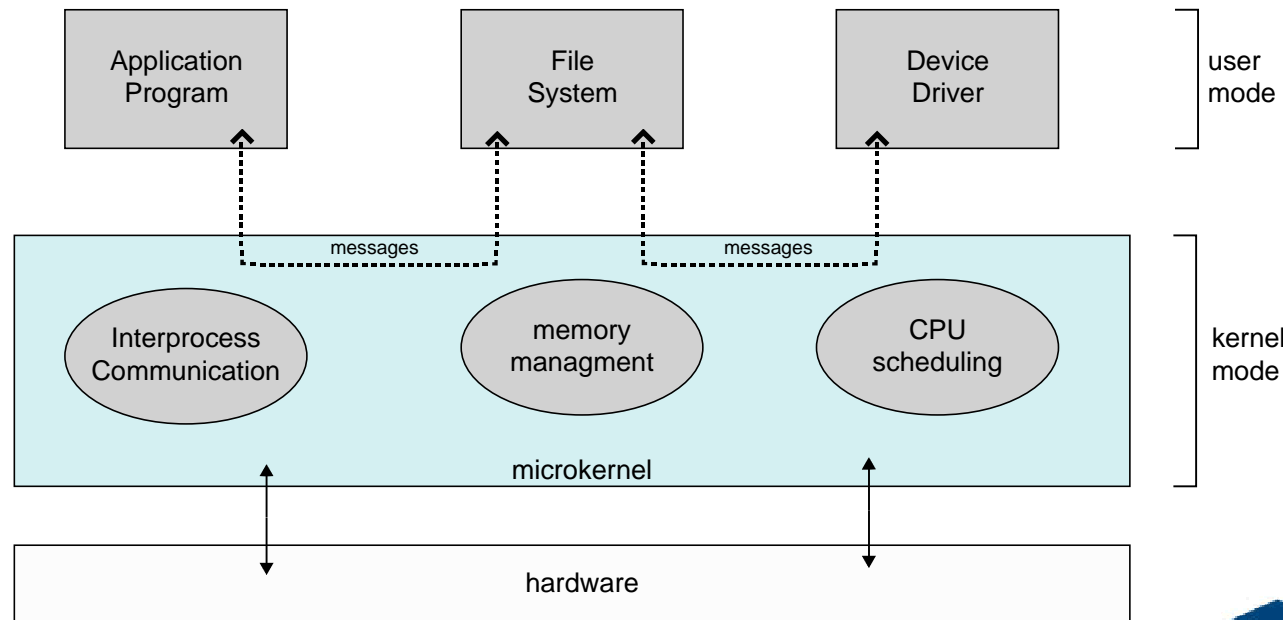 Application
Program
File
System
Device
Driver
user
mode
messages
messages
Interprocess
Communication
memory
managment
CPU
scheduling
kernel
mode
microkernel
hardware